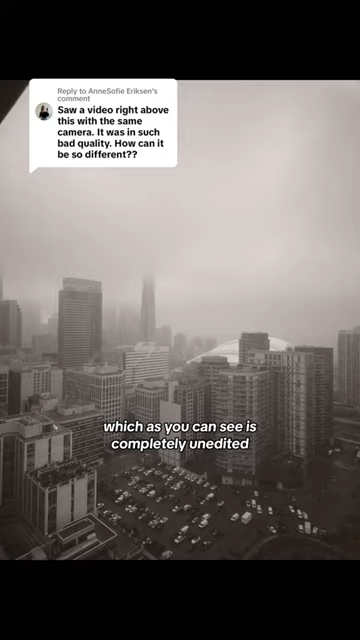 Reply to AnneSofie Eriksen's
comment
Saw a video right above
this with the same
camera. It was in such
bad quality. How can it
be so different??
which as you can see is
completely unedited